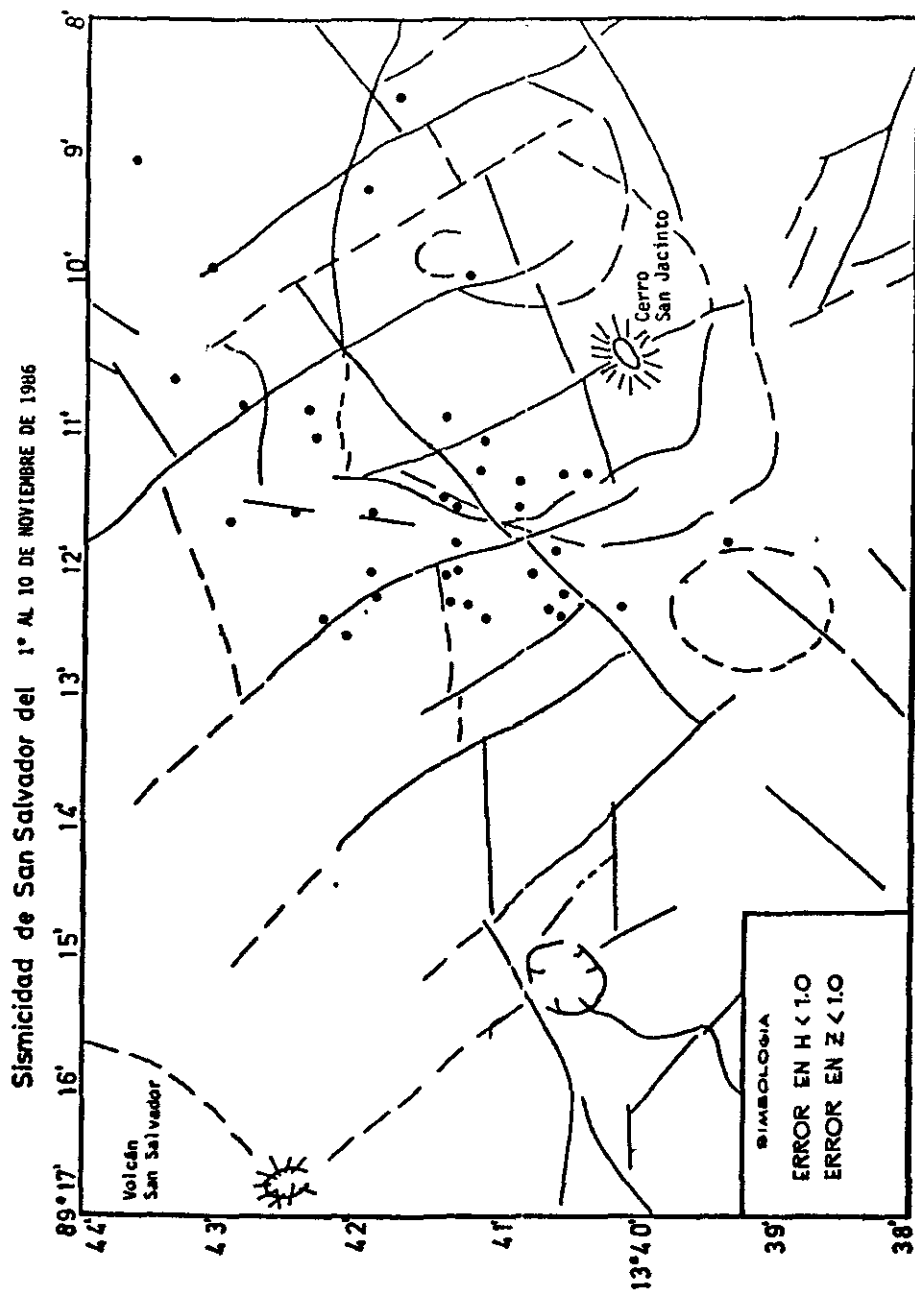 Sismicidad de San Salvador del 1° AL 10 DE NOVIEMBRE DE 1986
89°17' 16' 15' 14' 13' 12' 11' 10' 9' 8'
44'
43'
42'
41'
13°40'
39'
38'
Volcán
San Salvador
Cerro
San Jacinto
SIMBOLOGIA
ERROR EN H < 1.0
ERROR EN Z < 1.0